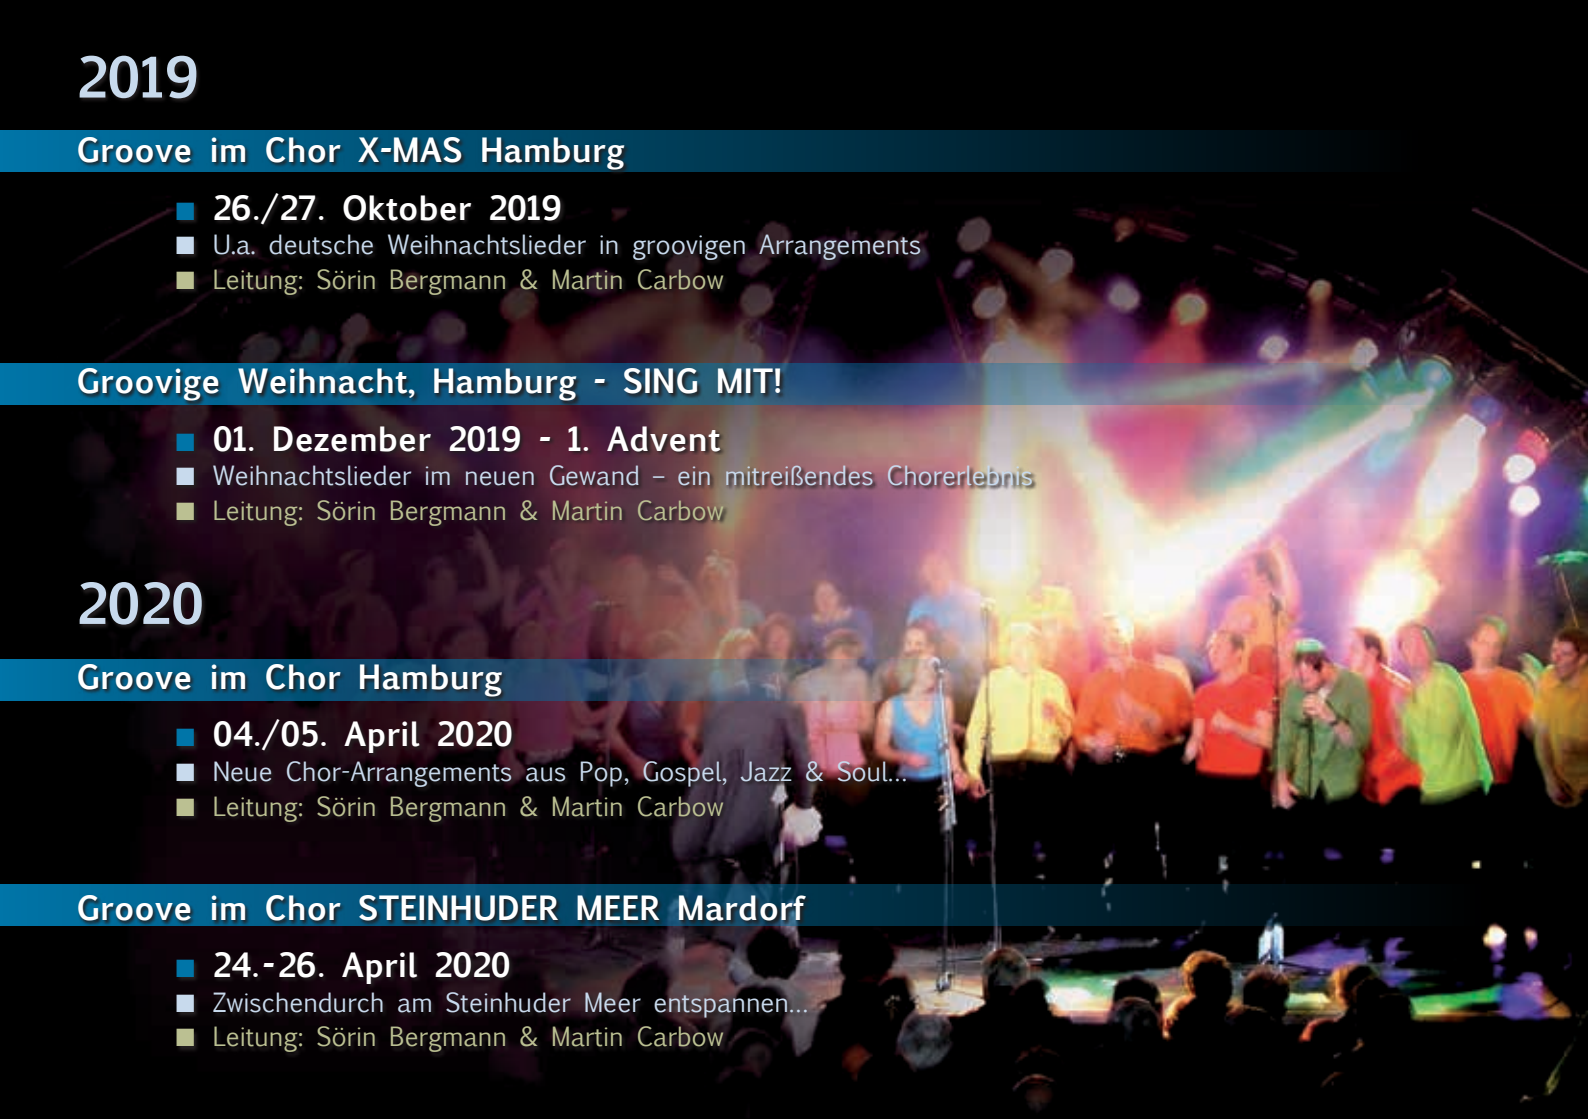 2019
Groove im Chor X-MAS Hamburg
26./27. Oktober 2019
U.a. deutsche Weihnachtslieder in groovigen Arrangements
Leitung: Sörin Bergmann & Martin Carbow
Groovige Weihnacht, Hamburg - SING MIT!
01. Dezember 2019 - 1. Advent
Weihnachtslieder im neuen Gewand – ein mitreißendes Chorerlebnis
Leitung: Sörin Bergmann & Martin Carbow
2020
Groove im Chor Hamburg
04./05. April 2020
Neue Chor-Arrangements aus Pop, Gospel, Jazz & Soul...
Leitung: Sörin Bergmann & Martin Carbow
Groove im Chor STEINHUDER MEER Mardorf
24.-26. April 2020
Zwischendurch am Steinhuder Meer entspannen...
Leitung: Sörin Bergmann & Martin Carbow